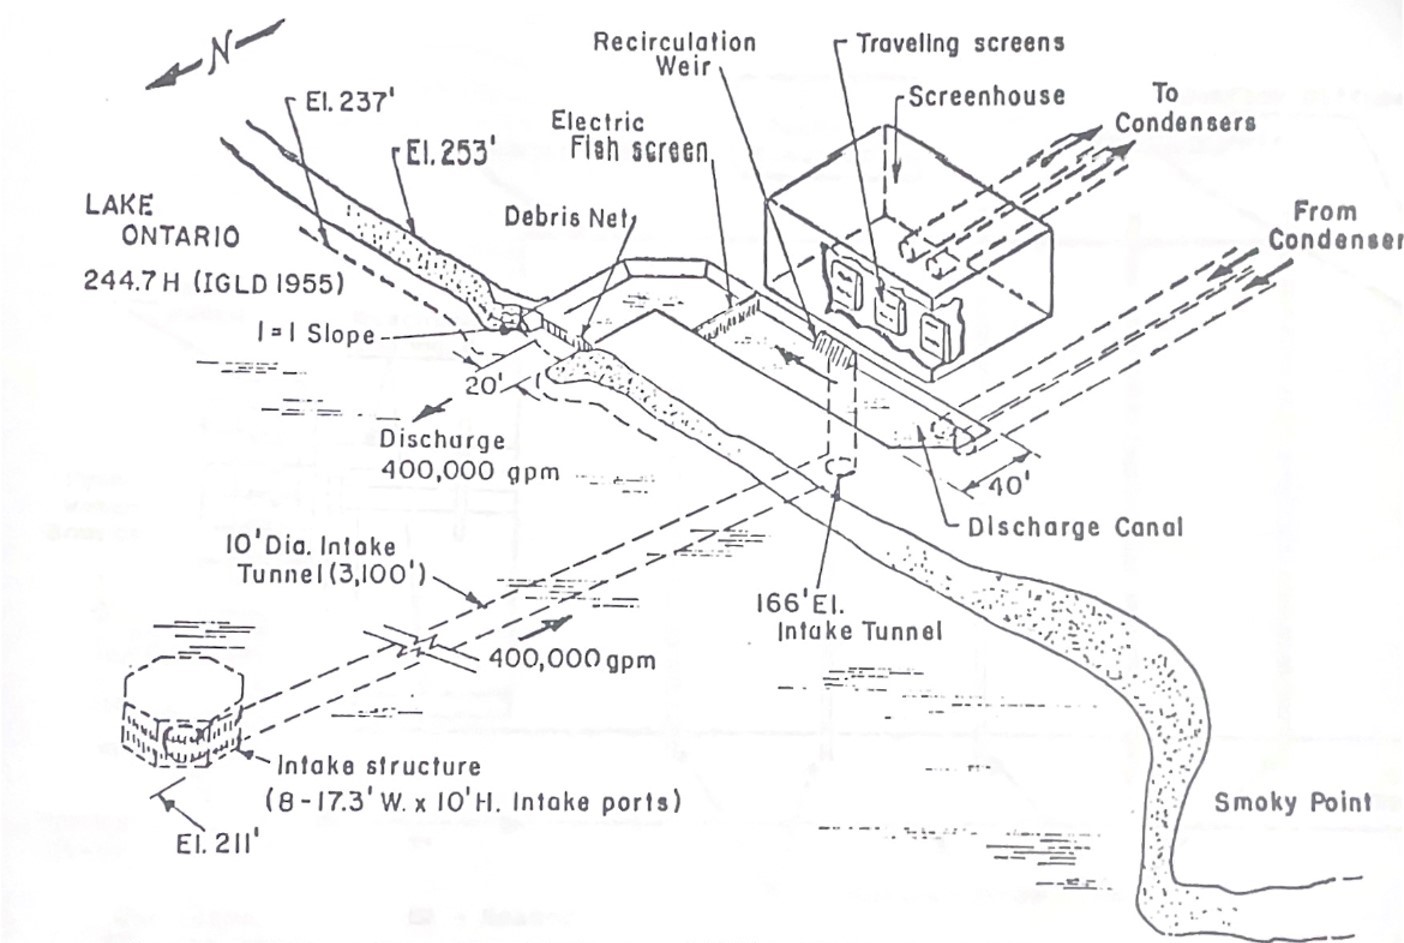 N
El. 237'
El. 253'
LAKE
ONTARIO
244.7 H (IGLD 1955)
1=1 Slope
Electric
Fish screen
Debris Net
Recirculation
Weir
Traveling screens
Screenhouse
To
Condensers
From
Condenser
20'
Discharge
400,000 gpm
40'
Discharge Canal
10' Dia. Intake
Tunnel (3,100')
166' El.
Intake Tunnel
400,000 gpm
Intake structure
(8-17.3' W. x 10' H. Intake ports)
El. 211'
Smoky Point